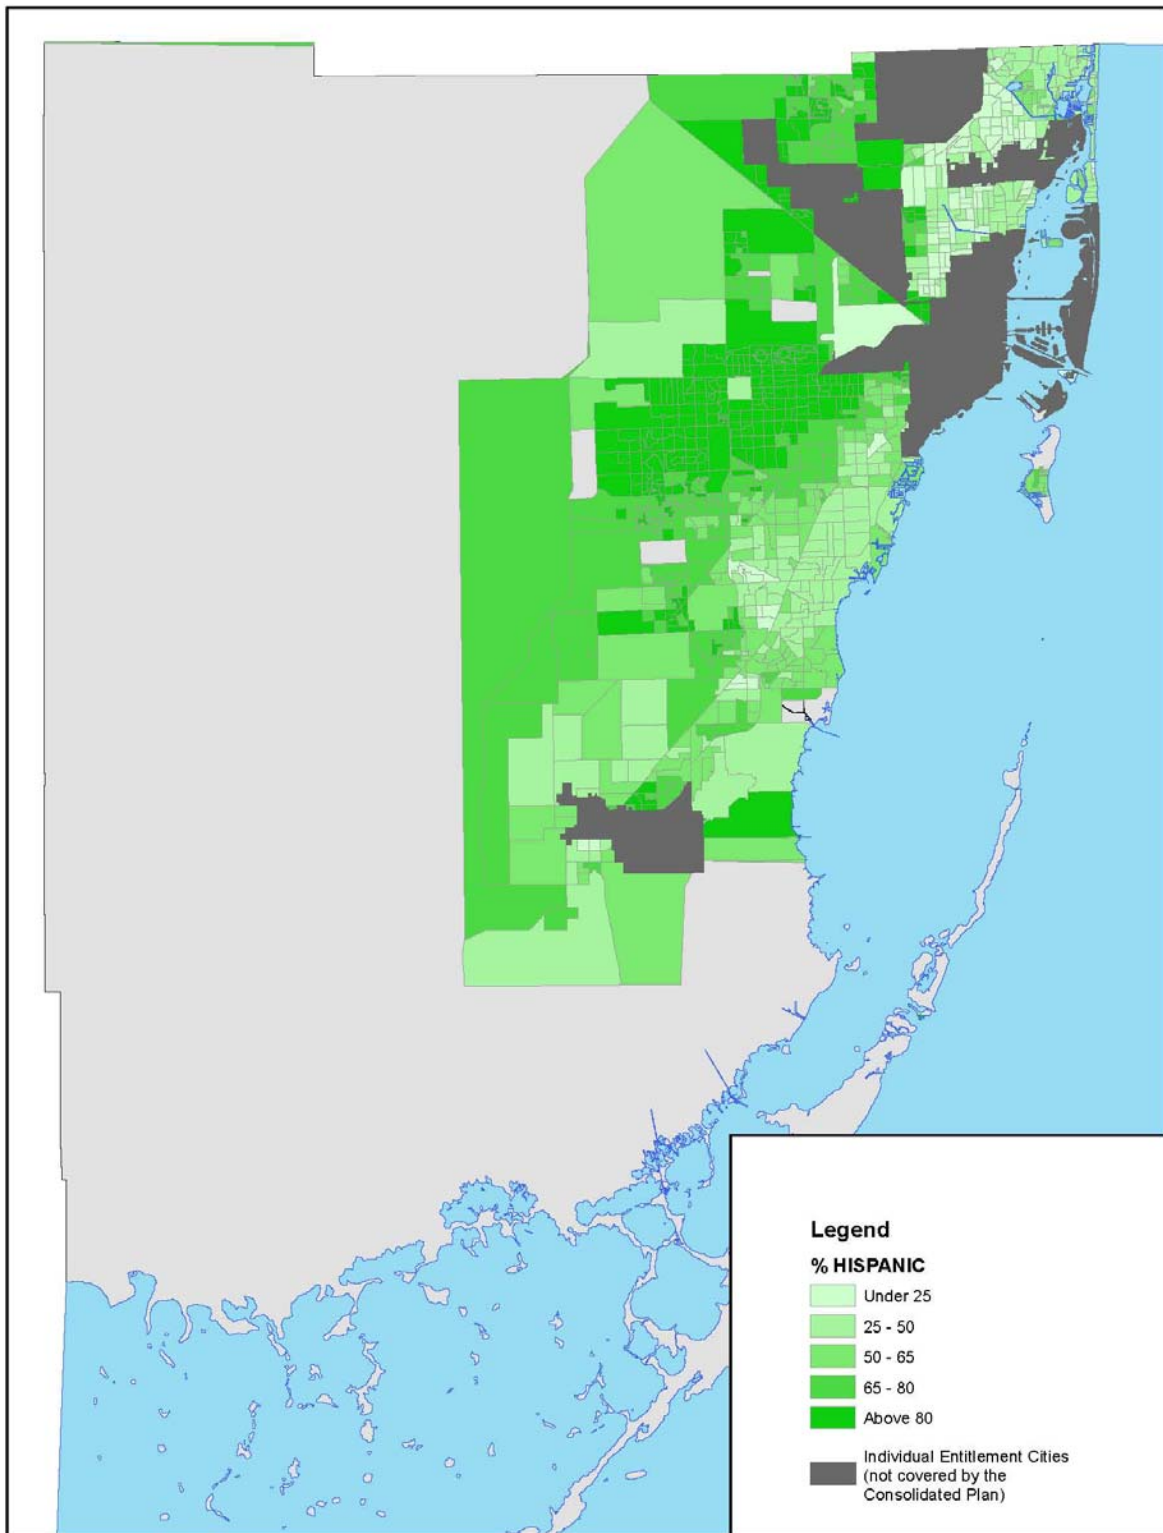 Legend
% HISPANIC
Under 25
25 - 50
50 - 65
65 - 80
Above 80
Individual Entitlement Cities
(not covered by the
Consolidated Plan)